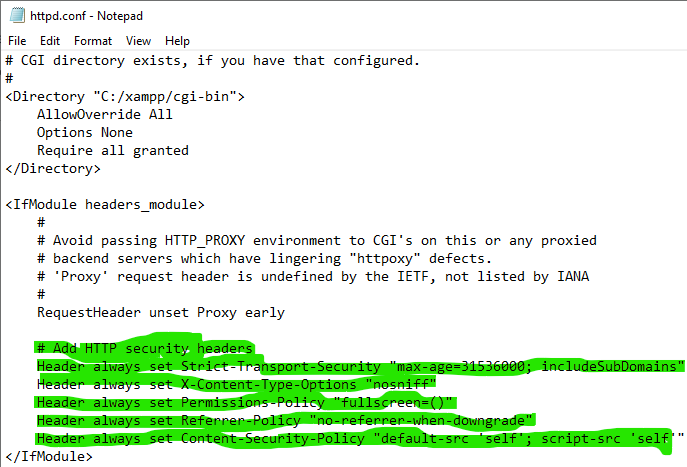 httpd.conf - Notepad
File Edit Format View Help
# CGI directory exists, if you have that configured.
#
<Directory "C:/xampp/cgi-bin">
    AllowOverride All
    Options None
    Require all granted
</Directory>

<IfModule headers_module>
    #
    # Avoid passing HTTP_PROXY environment to CGI's on this or any proxied
    # backend servers which have lingering "httpoxy" defects.
    # 'Proxy' request header is undefined by the IETF, not listed by IANA
    #
    RequestHeader unset Proxy early

    # Add HTTP security headers
    Header always set Strict-Transport-Security "max-age=31536000; includeSubDomains"
    Header always set X-Content-Type-Options "nosniff"
    Header always set Permissions-Policy "fullscreen=()"
    Header always set Referrer-Policy "no-referrer-when-downgrade"
    Header always set Content-Security-Policy "default-src 'self'; script-src 'self'"
</IfModule>